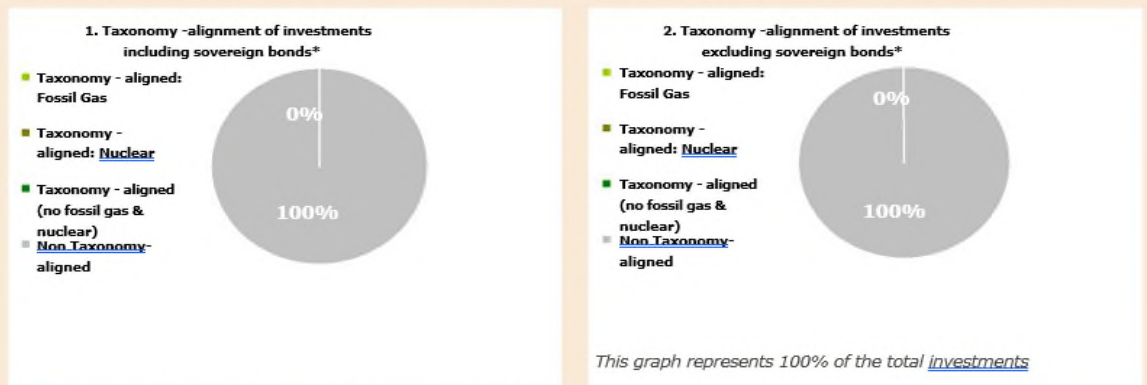 1. Taxonomy -alignment of investments
including sovereign bonds*
Taxonomy - aligned:
Fossil Gas
Taxonomy -
aligned: Nuclear
Taxonomy - aligned
(no fossil gas &
nuclear)
Non Taxonomy-
aligned
0%
100%
2. Taxonomy -alignment of investments
excluding sovereign bonds*
Taxonomy - aligned:
Fossil Gas
Taxonomy -
aligned: Nuclear
Taxonomy - aligned
(no fossil gas &
nuclear)
Non Taxonomy-
aligned
0%
100%
This graph represents 100% of the total investments